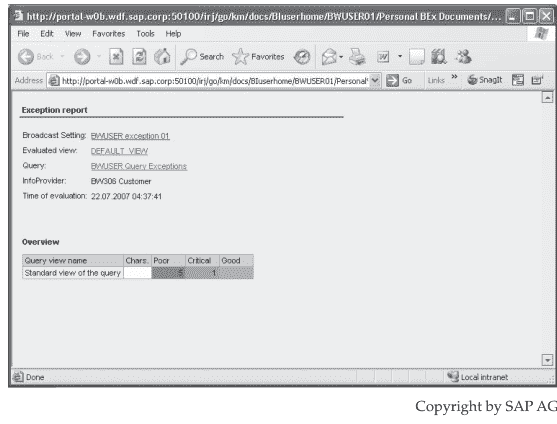 http://portal-w0b.wdf.sap.corp:50100/irj/go/km/docs/BIuserhome/BWUSER01/Personal BEx Documents/...
File Edit View Favorites Tools Help
Back Search Favorites
Address http://portal-w0b.wdf.sap.corp:50100/irj/go/km/docs/BIuserhome/BWUSER01/Personal Go Links » SnagIt
Exception report
Broadcast Setting: BWUSER exception 01
Evaluated view: DEFAULT_VIEW
Query: BWUSER Query Exceptions
InfoProvider: BW306 Customer
Time of evaluation: 22.07.2007 04:37:41
Overview
Query view name Chars. Poor Critical Good
Standard view of the query 5 1
Done Local intranet
Copyright by SAP AG